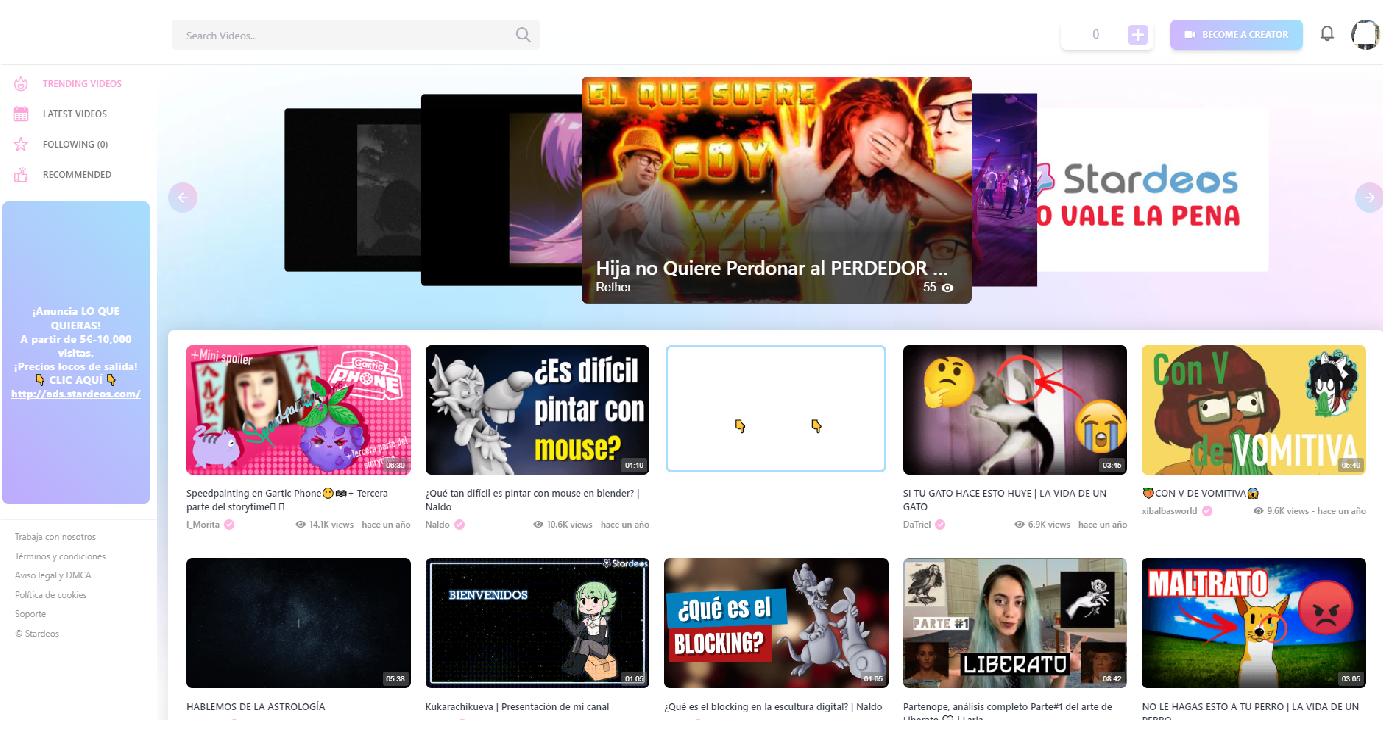 Search Videos...
0
BECOME A CREATOR
TRENDING VIDEOS
LATEST VIDEOS
FOLLOWING (0)
RECOMMENDED
¡Anuncia LO QUE
QUIERAS!
A partir de 5€-10,000
visitas.
¡Precios locos de salida!
👇 CLIC AQUÍ 👇
http://ads.stardeos.com/
Trabaja con nosotros
Términos y condiciones
Aviso legal y DMCA
Política de cookies
Soporte
© Stardeos
EL QUE SUFRE
SOY
YO
Hija no Quiere Perdonar al PERDEDOR ...
55
Stardeos
O VALE LA PENA
+Mini spoiler
Gartic
PHONE
+Tercera parte del
storytime
08:30
Speedpainting en Gartic Phone + Tercera
parte del storytime
I_Morita
14.1K views - hace un año
¿Es difícil
pintar con
mouse?
01:10
¿Qué tan difícil es pintar con mouse en blender? |
Naldo
Naldo
10.6K views - hace un año
👇 👇
03:45
SI TU GATO HACE ESTO HUYE | LA VIDA DE UN
GATO
DaTriel
6.9K views - hace un año
Con V
de VOMITIVA
CON V DE VOMITIVA😱
xibalbasworld
9.6K views - hace un año
05:38
HABLEMOS DE LA ASTROLOGÍA
Stardeos
BIENVENIDOS
01:05
Kukarachikueva | Presentación de mi canal
¿Qué es el
BLOCKING?
¿Qué es el blocking en la escultura digital? | Naldo
PARTE #1
LIBERATO
08:42
Partenope, análisis completo Parte#1 del arte de
MALTRATO
03:05
NO LE HAGAS ESTO A TU PERRO | LA VIDA DE UN
PERRO